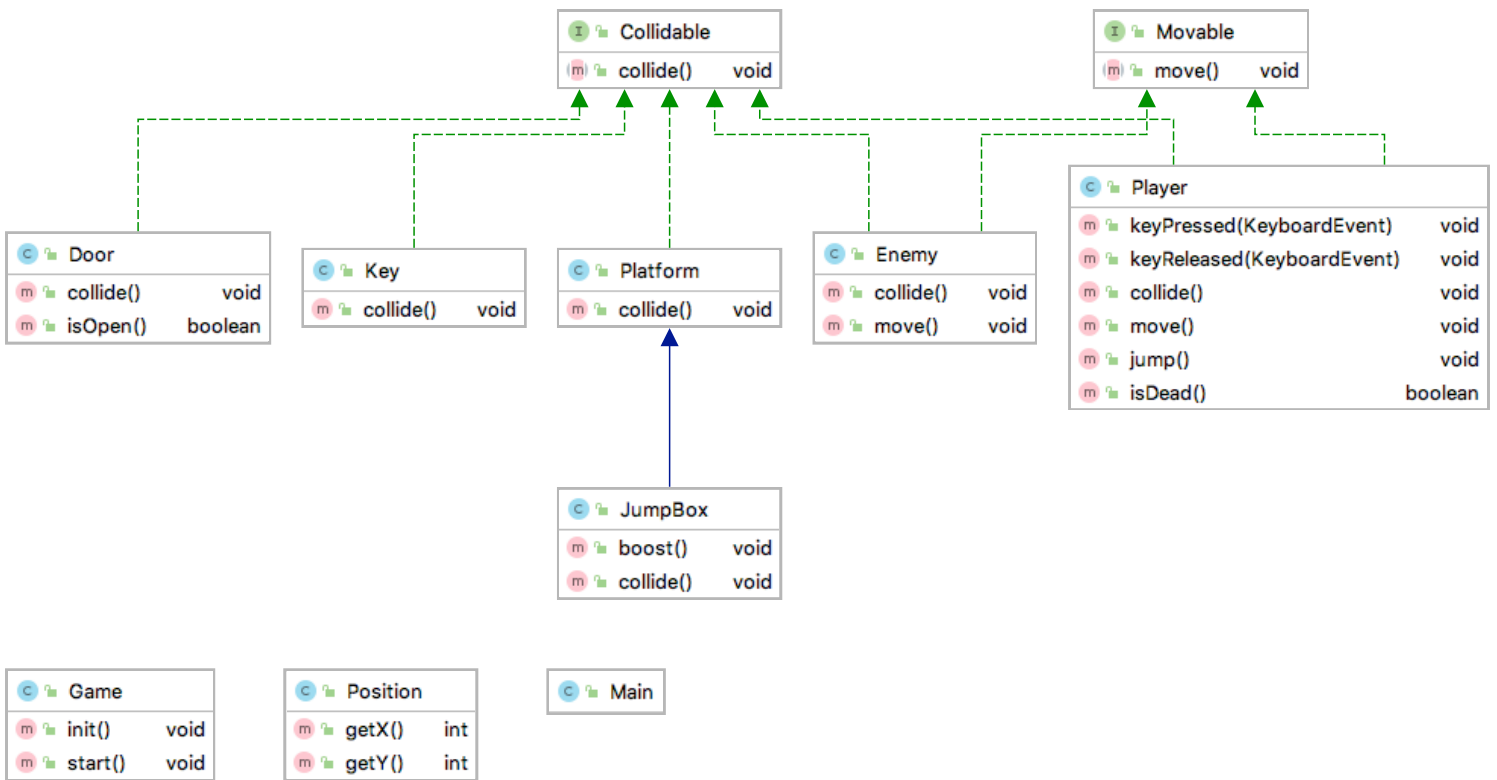 I Collidable
m collide() void
I Movable
m move() void
C Player
m keyPressed(KeyboardEvent) void
m keyReleased(KeyboardEvent) void
m collide() void
m move() void
m jump() void
m isDead() boolean
C Door
m collide() void
m isOpen() boolean
C Key
m collide() void
C Platform
m collide() void
C Enemy
m collide() void
m move() void
C JumpBox
m boost() void
m collide() void
C Game
m init() void
m start() void
C Position
m getX() int
m getY() int
C Main